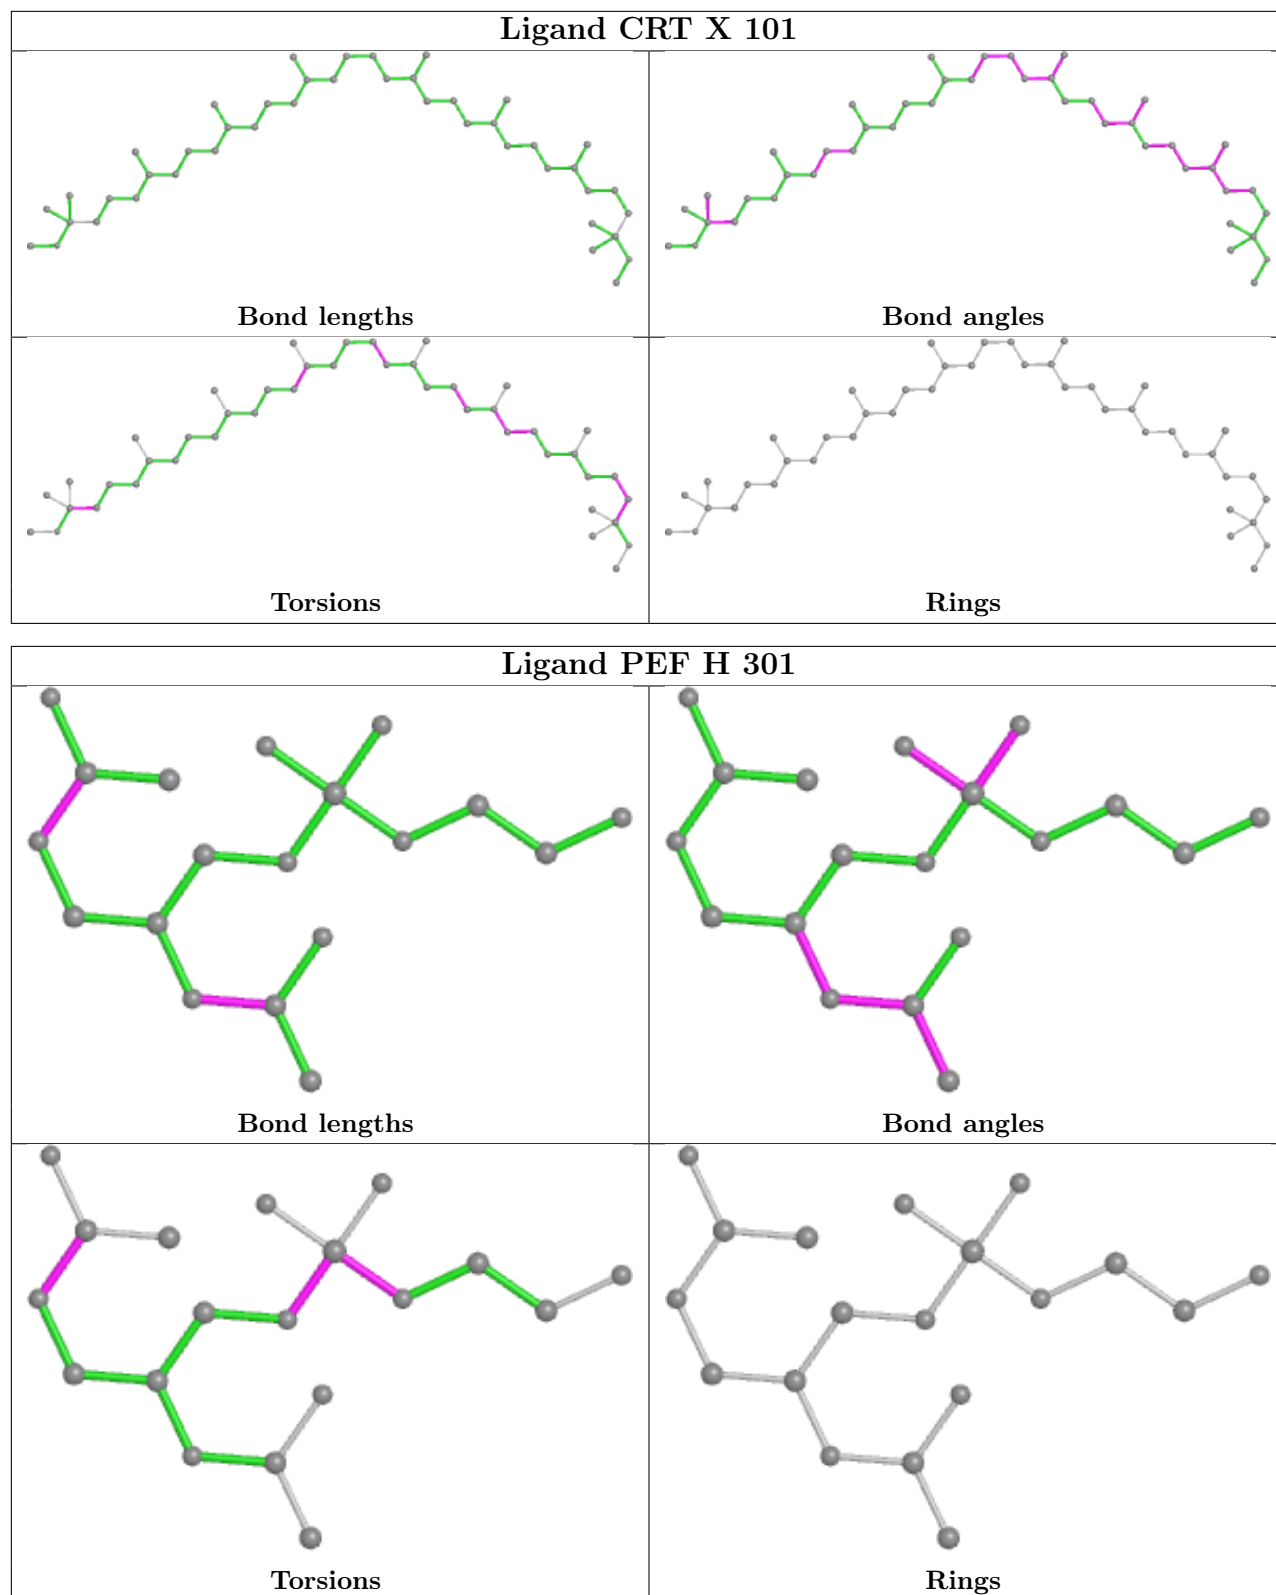 Ligand CRT X 101
Bond lengths
Bond angles
Torsions
Rings
Ligand PEF H 301
Bond lengths
Bond angles
Torsions
Rings